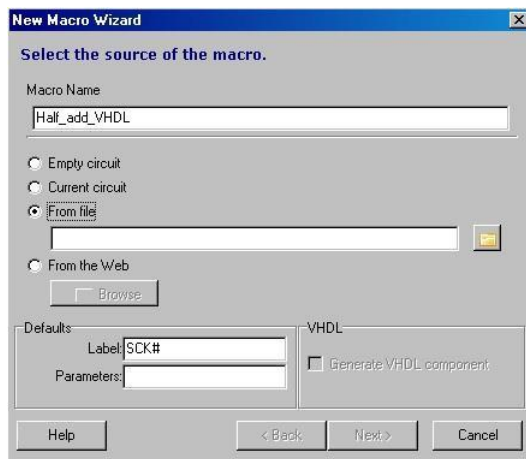 New Macro Wizard
Select the source of the macro.
Macro Name
Half_add_VHDL
Empty circuit
Current circuit
From file
From the Web
Browse
Defaults
Label: SCK#
Parameters:
VHDL
Generate VHDL component
Help
< Back
Next >
Cancel